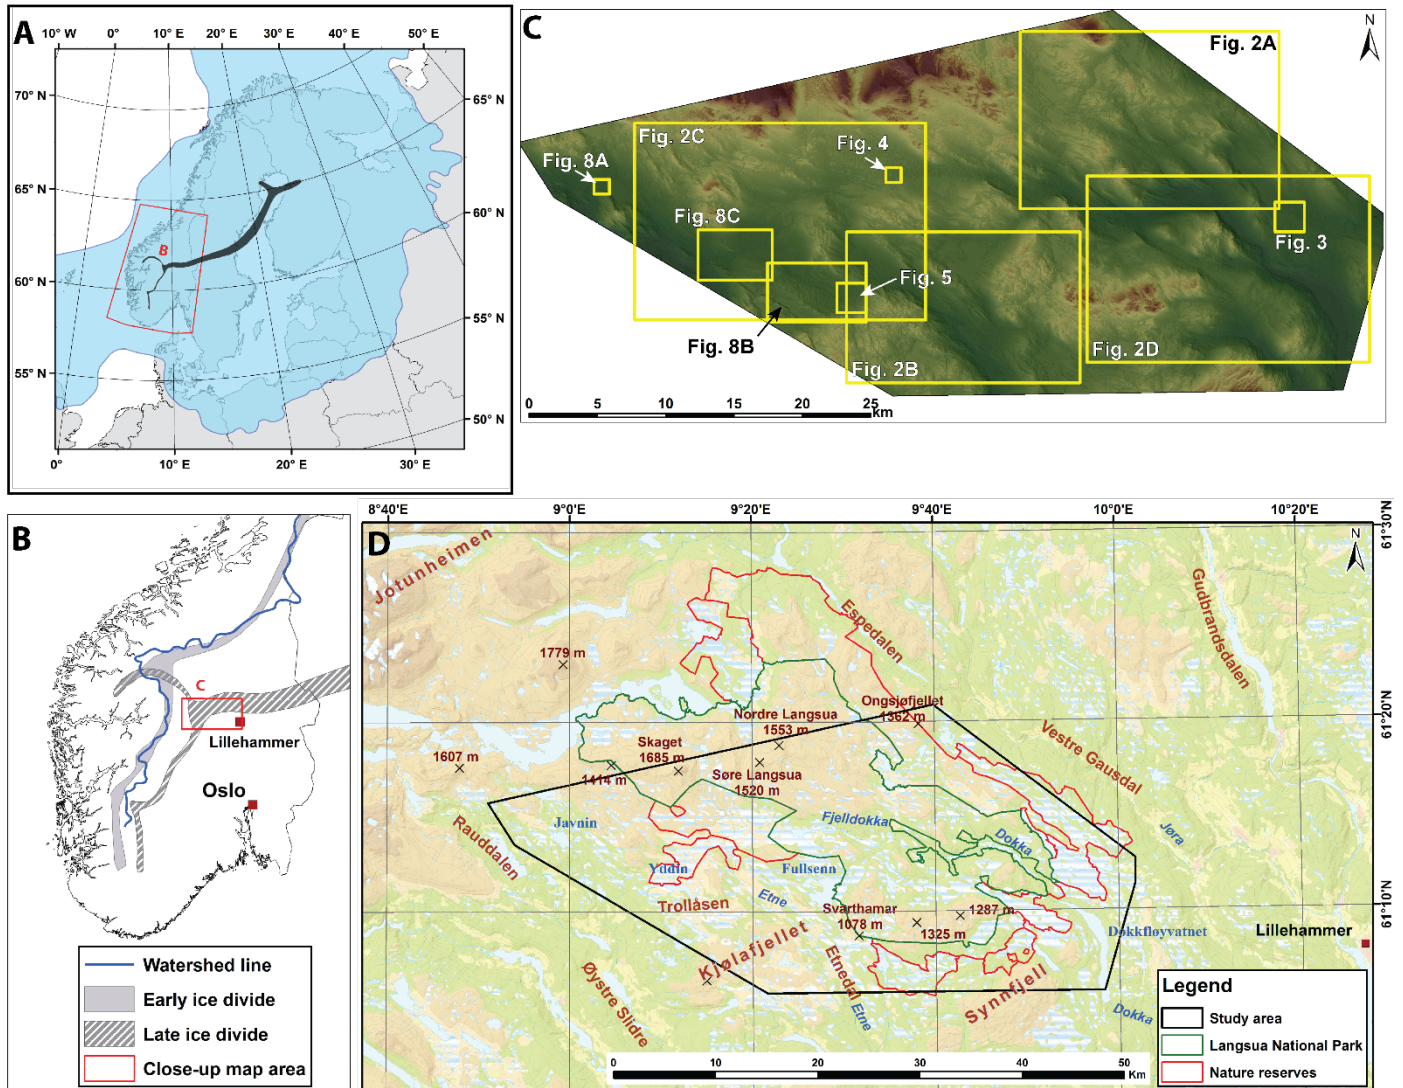 A
10° W
0°
10° E
20° E
30° E
40° E
50° E
70° N
65° N
60° N
55° N
65° N
60° N
55° N
50° N
0°
10° E
20° E
30° E
B
C
N
Fig. 2A
Fig. 2C
Fig. 4
Fig. 8A
Fig. 8C
Fig. 3
Fig. 5
Fig. 8B
Fig. 2B
Fig. 2D
0 5 10 15 20 25
Km
B
C
Lillehammer
Oslo
Watershed line
Early ice divide
Late ice divide
Close-up map area
8°40'E
9°0'E
9°20'E
9°40'E
10°0'E
10°20'E
61°30'N
61°20'N
61°10'N
D
N
Jotunheimen
Espedalen
Gudbrandsdalen
1779 m
Ongsjøfjellet
1362 m
Nordre Langsua
1553 m
Vestre Gausdal
Skaget
1685 m
1607 m
1414 m
Søre Langsua
1520 m
Rauddalen
Javnin
Fjelldokka
Dokka
Jøra
Yddin
Fullsenn
Trollåsen
Etne
Svarthamar
1078 m
1287 m
1325 m
Dokkfløyvatnet
Lillehammer
Kjølafjellet
Øystre Slidre
Etnedal
Etne
Synnfjell
Dokka
Legend
Study area
Langsua National Park
Nature reserves
0 10 20 30 40 50
Km